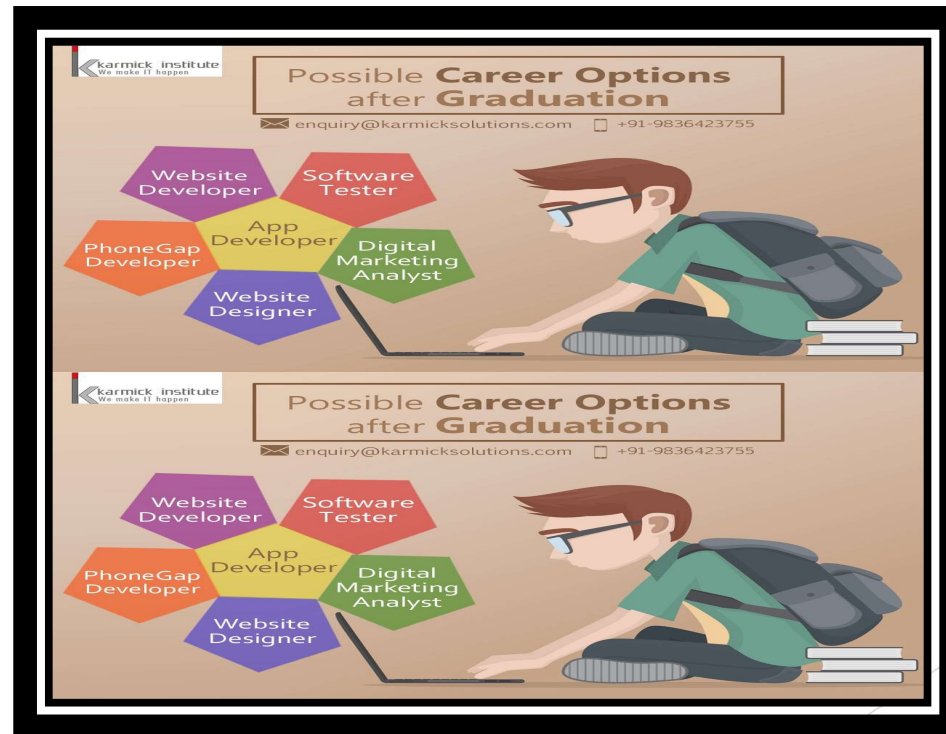 karmick institute
We make IT happen
Possible Career Options
after Graduation
enquiry@karmicksolutions.com +91-9836423755
Website
Developer
Software
Tester
App
Developer
PhoneGap
Developer
Digital
Marketing
Analyst
Website
Designer
karmick institute
We make IT happen
Possible Career Options
after Graduation
enquiry@karmicksolutions.com +91-9836423755
Website
Developer
Software
Tester
App
Developer
PhoneGap
Developer
Digital
Marketing
Analyst
Website
Designer